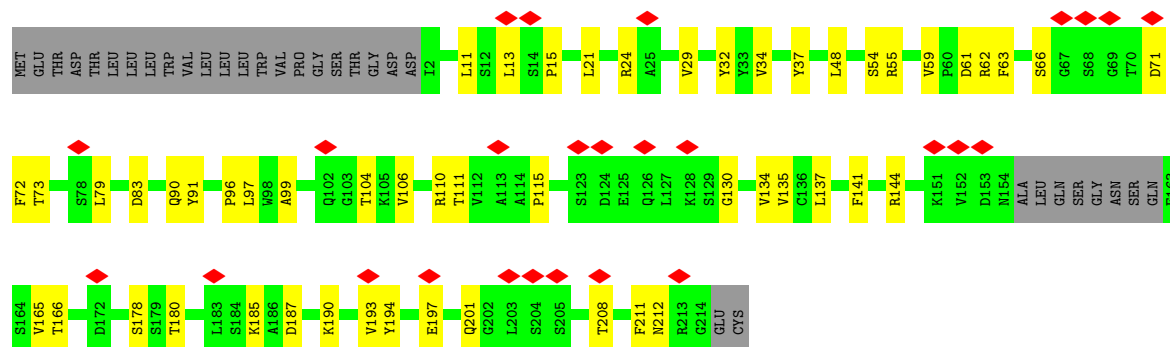 MET GLU THR ASP THR LEU LEU LEU TRP VAL LEU LEU LEU TRP VAL PRO GLY SER THR GLY ASP ASP I2 L11 S12 L13 S14 P15 L21 R24 A25 V29 Y32 Y33 V34 Y37 L48 S54 R55 V59 P60 D61 R62 F63 S66 G67 S68 G69 T70 D71
F72 T73 S78 L79 D83 Q90 Y91 P96 L97 W98 A99 Q102 G103 T104 K105 V106 R110 T111 V112 A113 A114 P115 S123 D124 E125 Q126 L127 K128 S129 G130 V134 V135 C136 L137 F141 R144 K151 V152 D153 N154 ALA LEU GLN SER GLY ASN SER GLN
S164 V165 T166 D172 S178 S179 T180 L183 S184 K185 A186 D187 K190 V193 Y194 E197 Q201 G202 L203 S204 S205 T208 F211 N212 R213 G214 GLU CYS